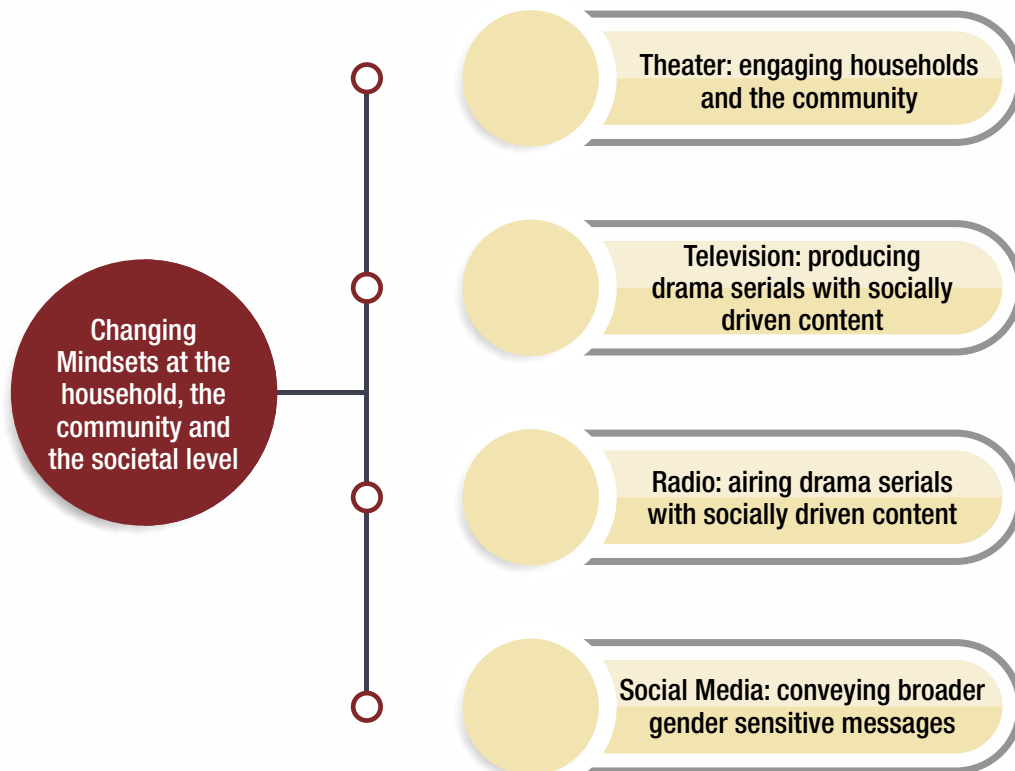 Changing
Mindsets at the
household, the
community and
the societal level
Theater: engaging households
and the community
Television: producing
drama serials with socially
driven content
Radio: airing drama serials
with socially driven content
Social Media: conveying broader
gender sensitive messages